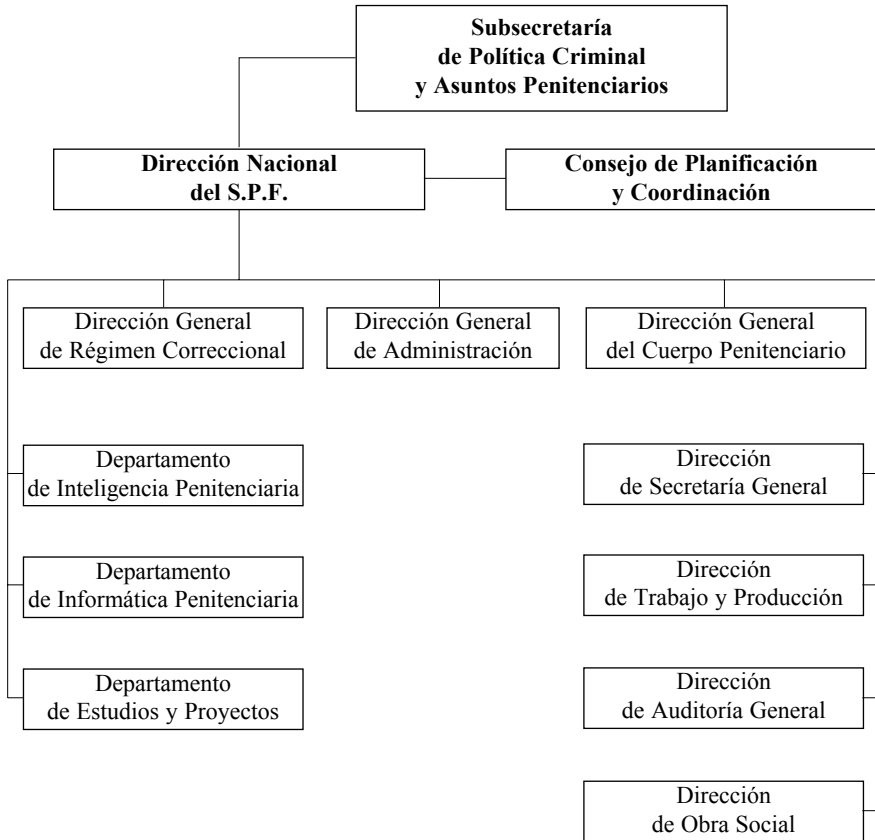 Subsecretaría
de Política Criminal
y Asuntos Penitenciarios
Dirección Nacional
del S.P.F.
Consejo de Planificación
y Coordinación
Dirección General
de Régimen Correccional
Dirección General
de Administración
Dirección General
del Cuerpo Penitenciario
Departamento
de Inteligencia Penitenciaria
Dirección
de Secretaría General
Departamento
de Informática Penitenciaria
Dirección
de Trabajo y Producción
Departamento
de Estudios y Proyectos
Dirección
de Auditoría General
Dirección
de Obra Social